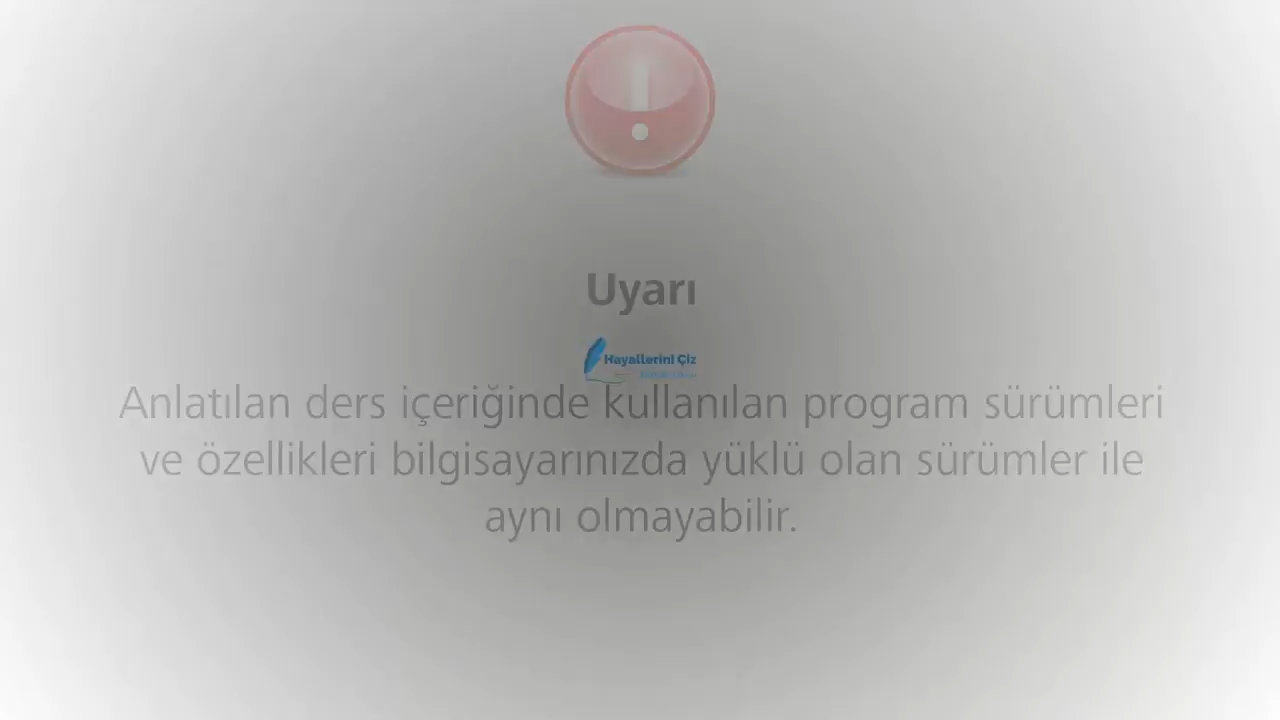 Uyarı
Hayallerini Çiz
Anlatılan ders içeriğinde kullanılan program sürümleri
ve özellikleri bilgisayarınızda yüklü olan sürümler ile
aynı olmayabilir.